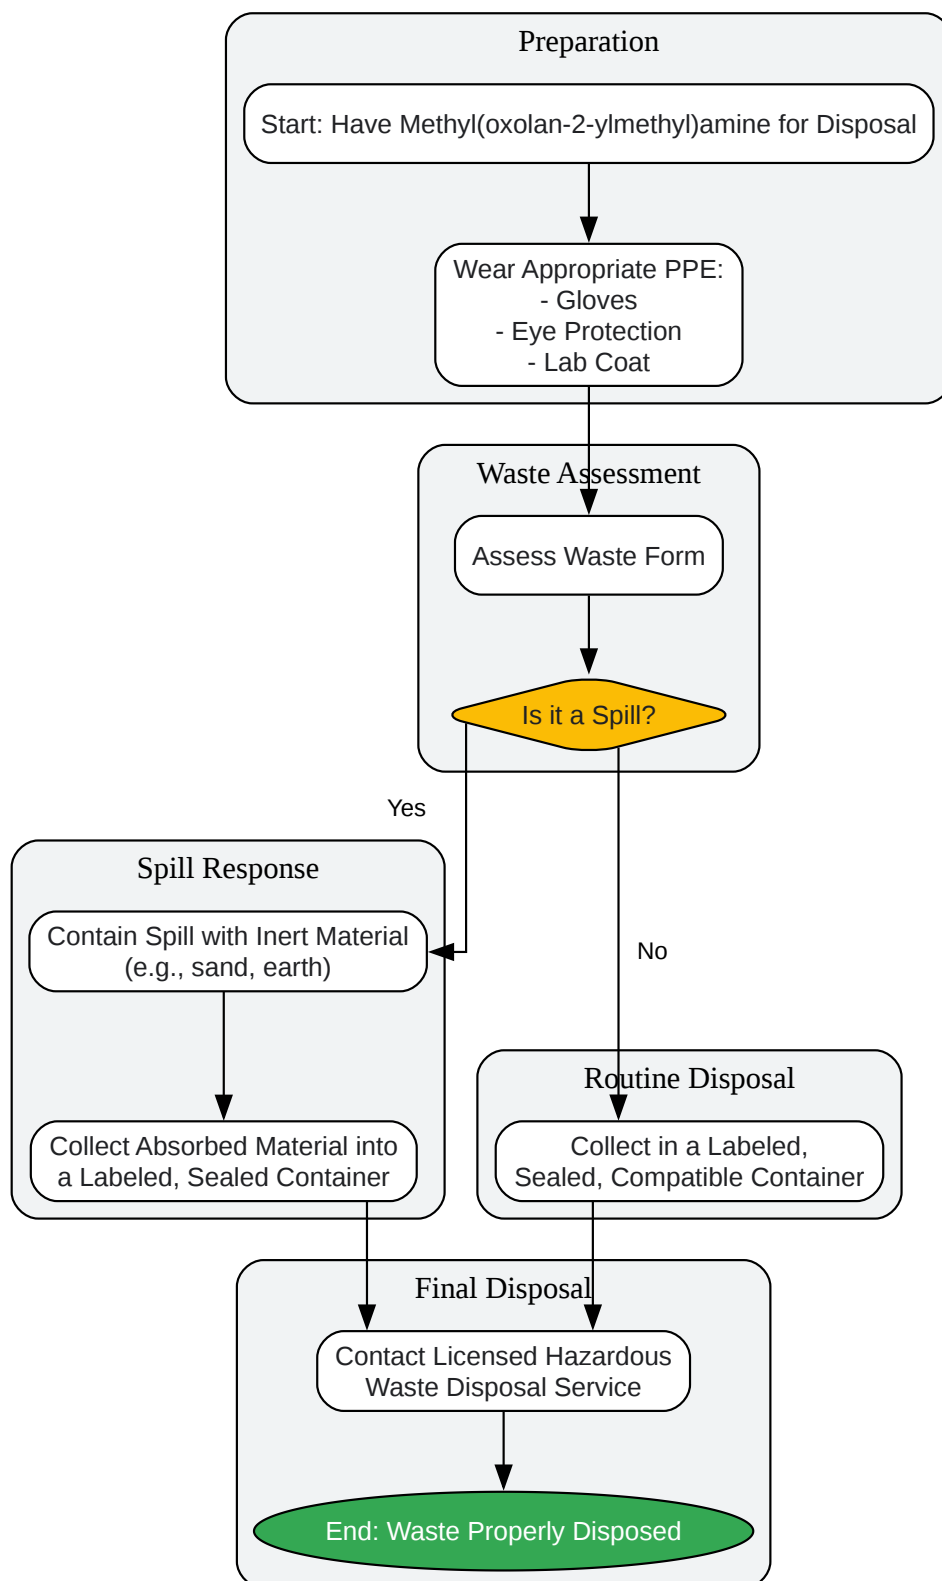 Preparation
Start: Have Methyl(oxolan-2-ylmethyl)amine for Disposal
Wear Appropriate PPE:
- Gloves
- Eye Protection
- Lab Coat
Waste Assessment
Assess Waste Form
Is it a Spill?
Yes
No
Spill Response
Contain Spill with Inert Material
(e.g., sand, earth)
Collect Absorbed Material into
a Labeled, Sealed Container
Routine Disposal
Collect in a Labeled,
Sealed, Compatible Container
Final Disposal
Contact Licensed Hazardous
Waste Disposal Service
End: Waste Properly Disposed